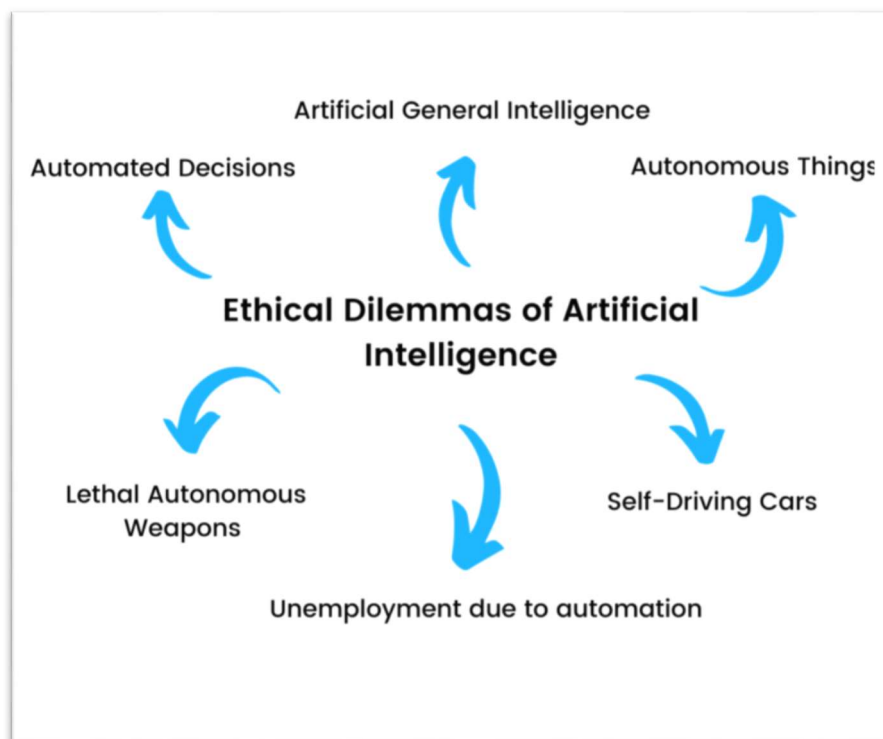 Artificial General Intelligence
Automated Decisions
Autonomous Things
Ethical Dilemmas of Artificial
Intelligence
Lethal Autonomous
Weapons
Self-Driving Cars
Unemployment due to automation